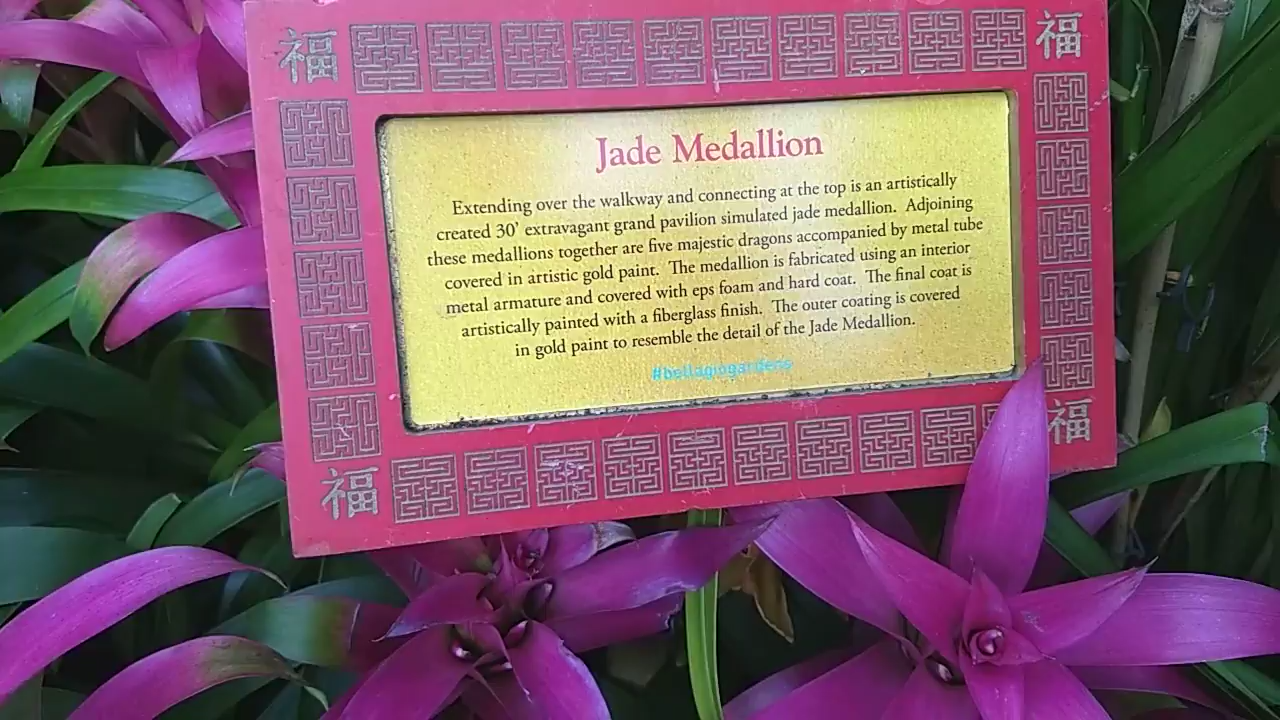 福 福
Jade Medallion
Extending over the walkway and connecting at the top is an artistically
created 30' extravagant grand pavilion simulated jade medallion. Adjoining
these medallions together are five majestic dragons accompanied by metal tube
covered in artistic gold paint. The medallion is fabricated using an interior
metal armature and covered with eps foam and hard coat. The final coat is
artistically painted with a fiberglass finish. The outer coating is covered
in gold paint to resemble the detail of the Jade Medallion.
#bellagiogardens
福 福